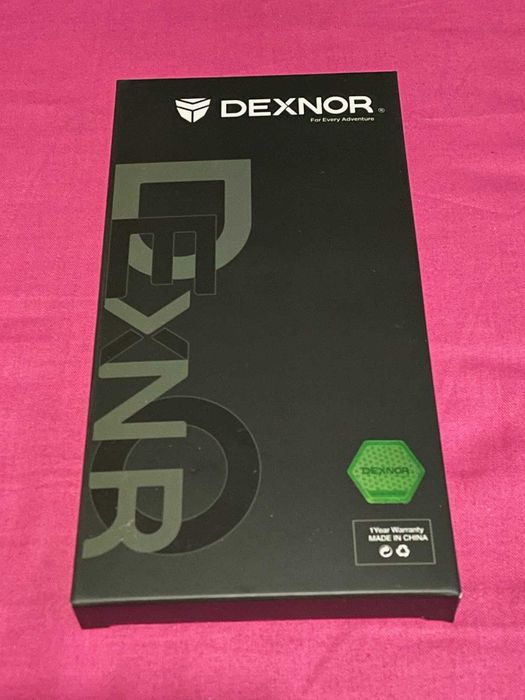 DEXNOR®
For Every Adventure
DEXNOR
DEXNOR
1Year Warranty
MADE IN CHINA